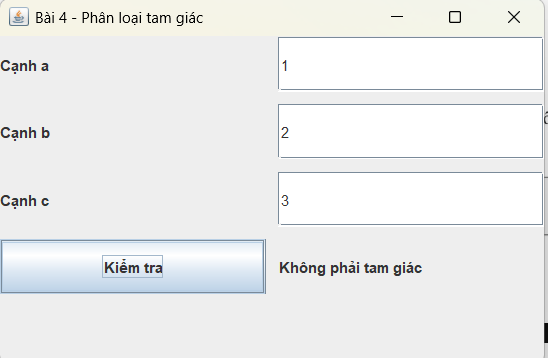 Bài 4 - Phân loại tam giác
Cạnh a 1
Cạnh b 2
Cạnh c 3
Kiểm tra Không phải tam giác